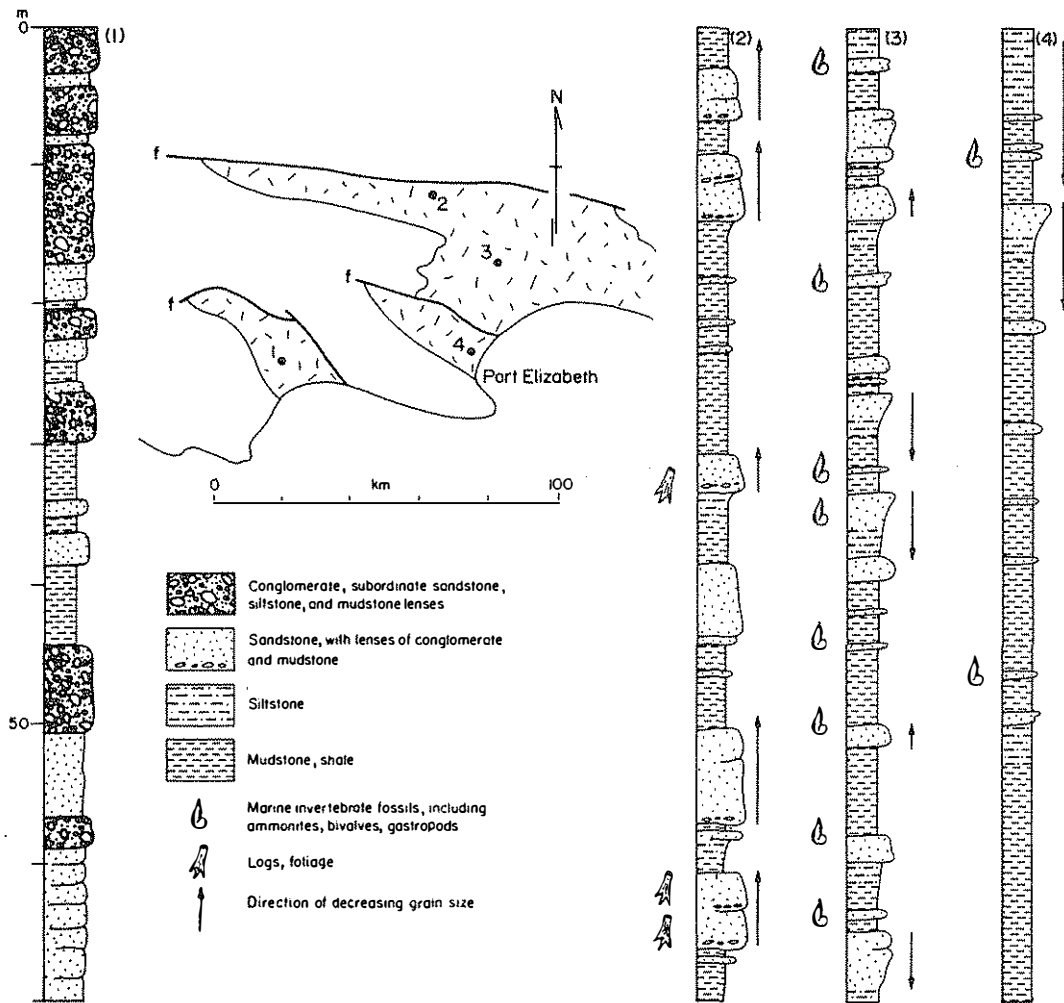 m
0
(1)
(2)
(3)
(4)
N
f
2
3
f
f
1
4
Port Elizabeth
0 km 100
Conglomerate, subordinate sandstone,
siltstone, and mudstone lenses
Sandstone, with lenses of conglomerate
and mudstone
Siltstone
50
Mudstone, shale
Marine invertebrate fossils, including
ammonites, bivalves, gastropods
Logs, foliage
Direction of decreasing grain size